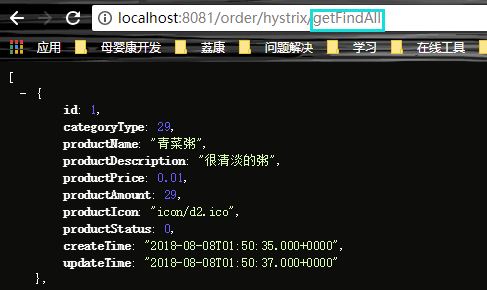 localhost:8081/order/hystrix/getFindAll
应用 母婴康开发 荔康 问题解决 学习 在线工具
[
- {
id: 1,
categoryType: 29,
productName: "青菜粥",
productDescription: "很清淡的粥",
productPrice: 0.01,
productAmount: 29,
productIcon: "icon/d2.ico",
productStatus: 0,
createTime: "2018-08-08T01:50:35.000+0000",
updateTime: "2018-08-08T01:50:37.000+0000"
},